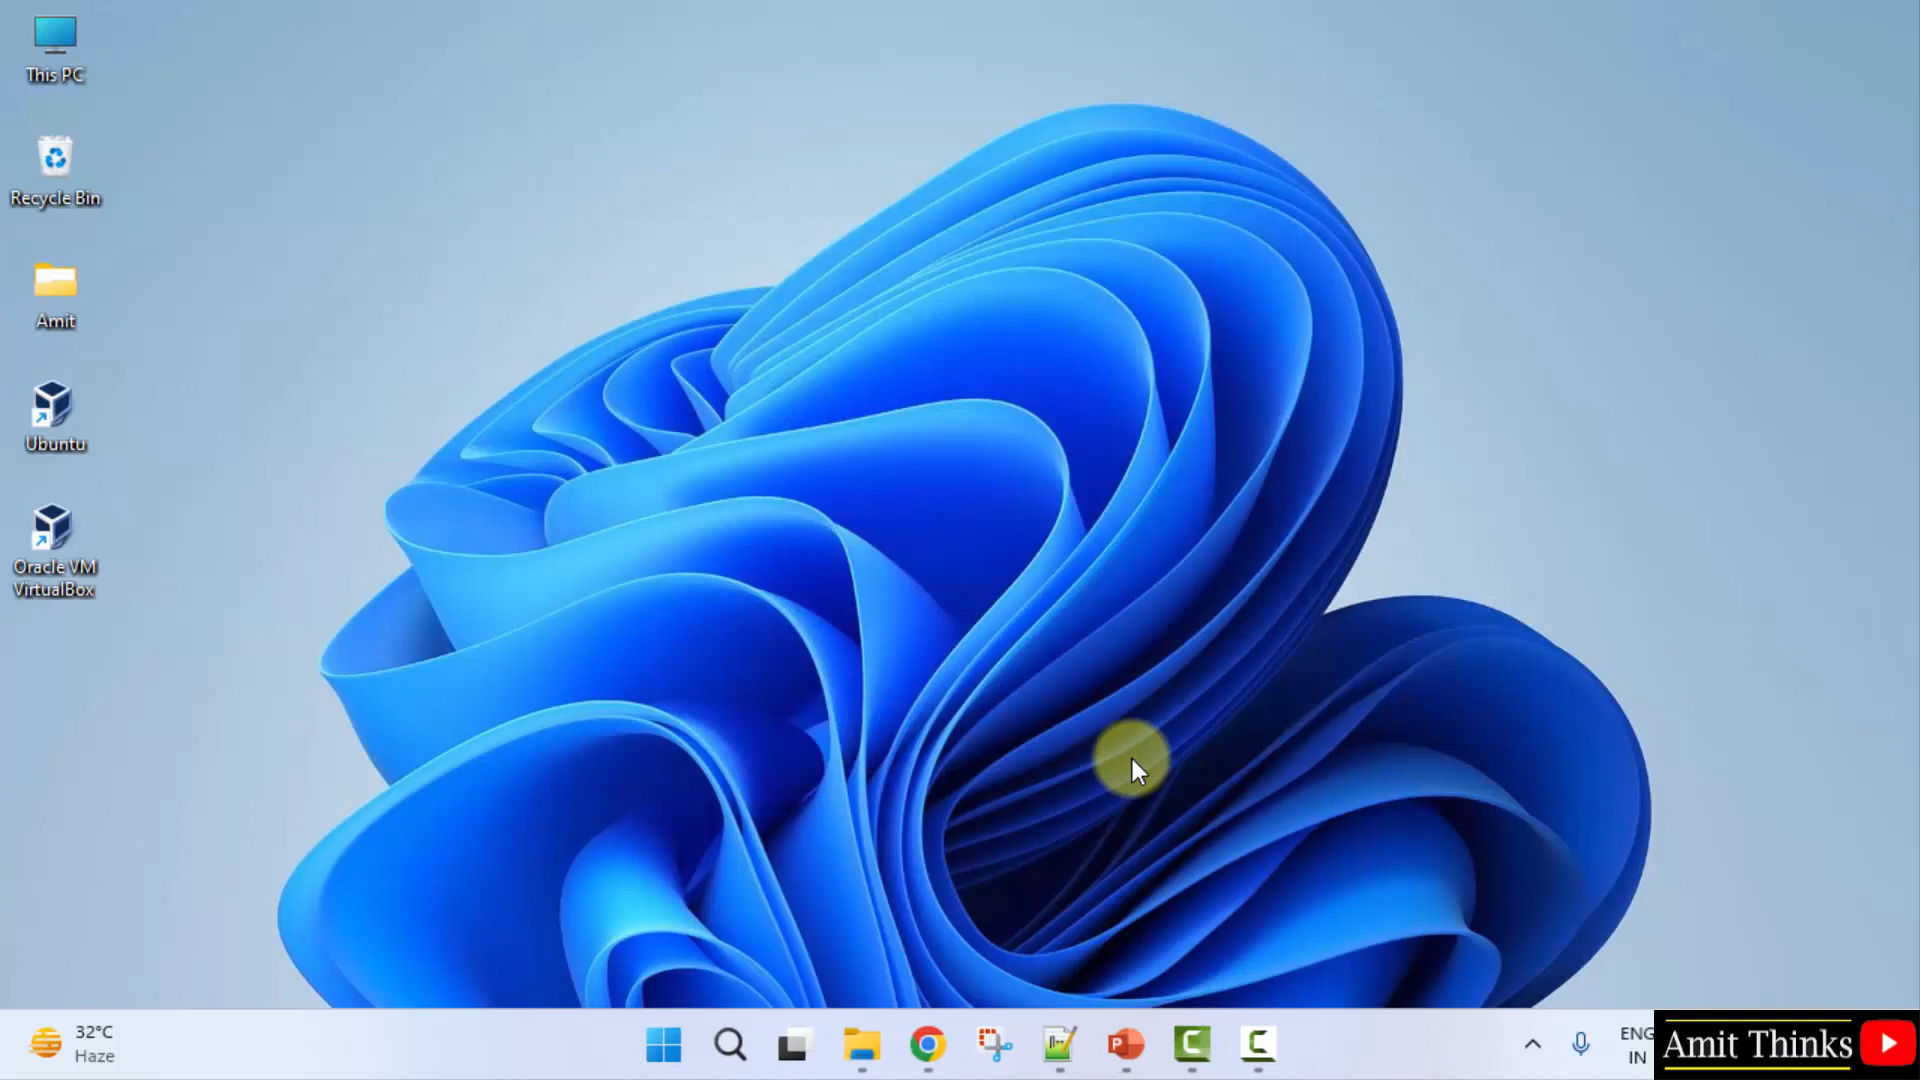 This PC
Recycle Bin
Amit
Ubuntu
Oracle VM
VirtualBox
32°C
Haze
ENG
IN
Amit Thinks